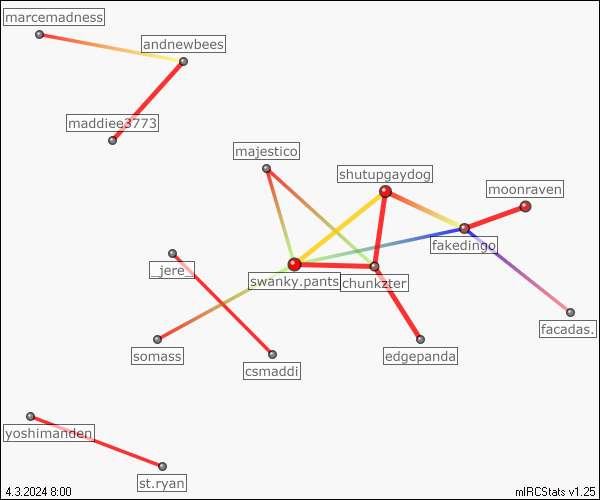 marcemadness
andnewbees
maddiee3773
majestico
shutupgaydog
moonraven
fakedingo
_jere_
swanky.pants
chunkzter
facadas.
somass
csmaddi
edgepanda
yoshimanden
st.ryan
4.3.2024 8:00
mIRCStats v1.25